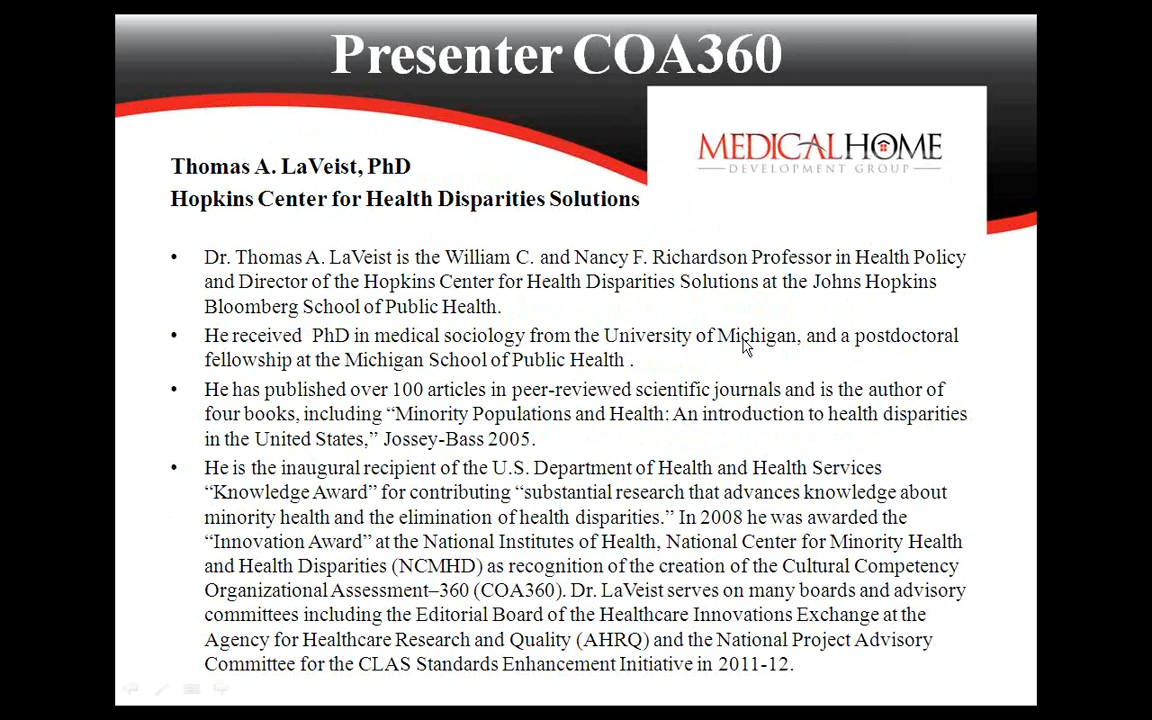 Presenter COA360
MEDICALHOME
DEVELOPMENT GROUP
Thomas A. LaVeist, PhD
Hopkins Center for Health Disparities Solutions
• Dr. Thomas A. LaVeist is the William C. and Nancy F. Richardson Professor in Health Policy
and Director of the Hopkins Center for Health Disparities Solutions at the Johns Hopkins
Bloomberg School of Public Health.
• He received  PhD in medical sociology from the University of Michigan, and a postdoctoral
fellowship at the Michigan School of Public Health .
• He has published over 100 articles in peer-reviewed scientific journals and is the author of
four books, including “Minority Populations and Health: An introduction to health disparities
in the United States,” Jossey-Bass 2005.
• He is the inaugural recipient of the U.S. Department of Health and Health Services
“Knowledge Award” for contributing “substantial research that advances knowledge about
minority health and the elimination of health disparities.” In 2008 he was awarded the
“Innovation Award” at the National Institutes of Health, National Center for Minority Health
and Health Disparities (NCMHD) as recognition of the creation of the Cultural Competency
Organizational Assessment–360 (COA360). Dr. LaVeist serves on many boards and advisory
committees including the Editorial Board of the Healthcare Innovations Exchange at the
Agency for Healthcare Research and Quality (AHRQ) and the National Project Advisory
Committee for the CLAS Standards Enhancement Initiative in 2011-12.